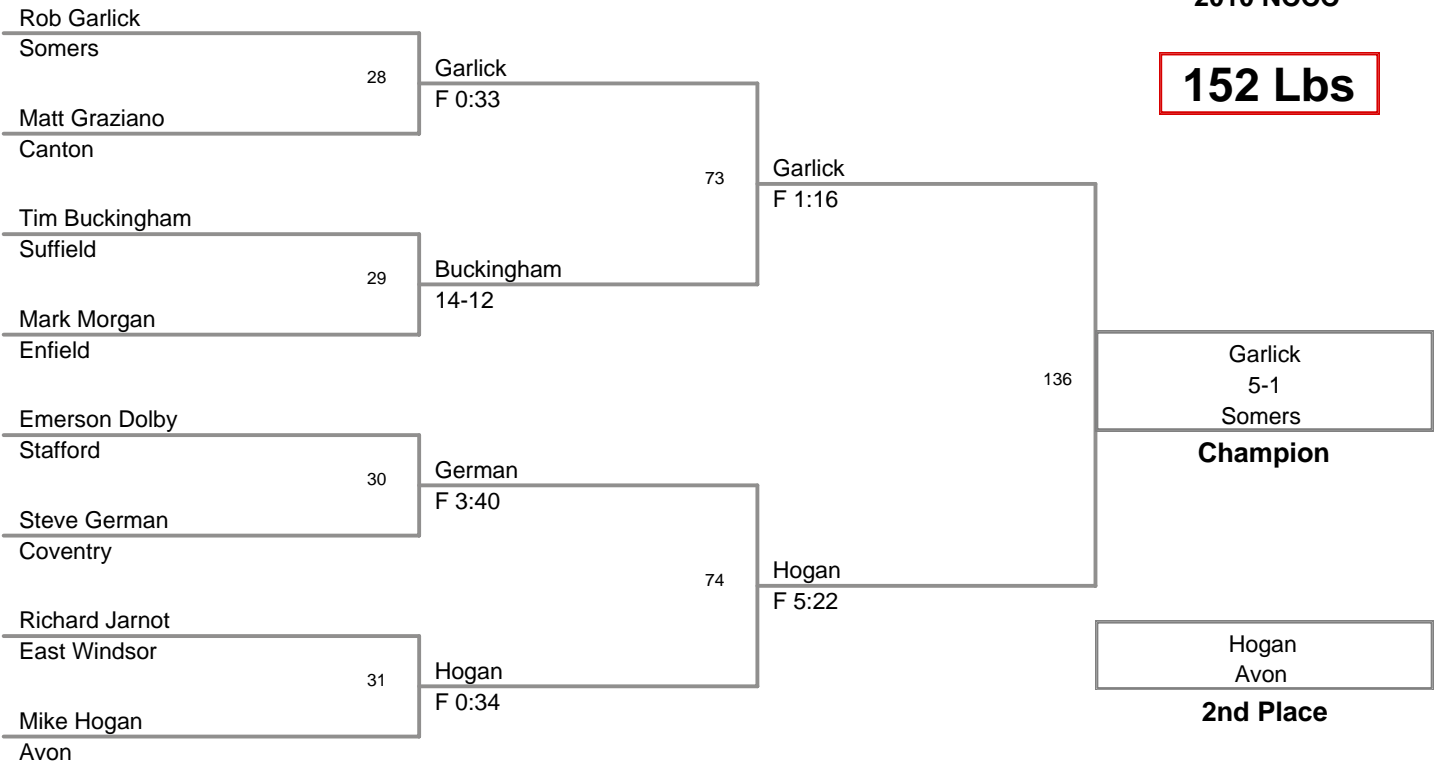 2010 NCCC
152 Lbs
Rob Garlick
Somers
28
Garlick
F 0:33
Matt Graziano
Canton
73
Garlick
F 1:16
Tim Buckingham
Suffield
29
Buckingham
14-12
Mark Morgan
Enfield
136
Garlick
5-1
Somers
Champion
Emerson Dolby
Stafford
30
German
F 3:40
Steve German
Coventry
74
Hogan
F 5:22
Richard Jarnot
East Windsor
31
Hogan
F 0:34
Mike Hogan
Avon
Hogan
Avon
2nd Place